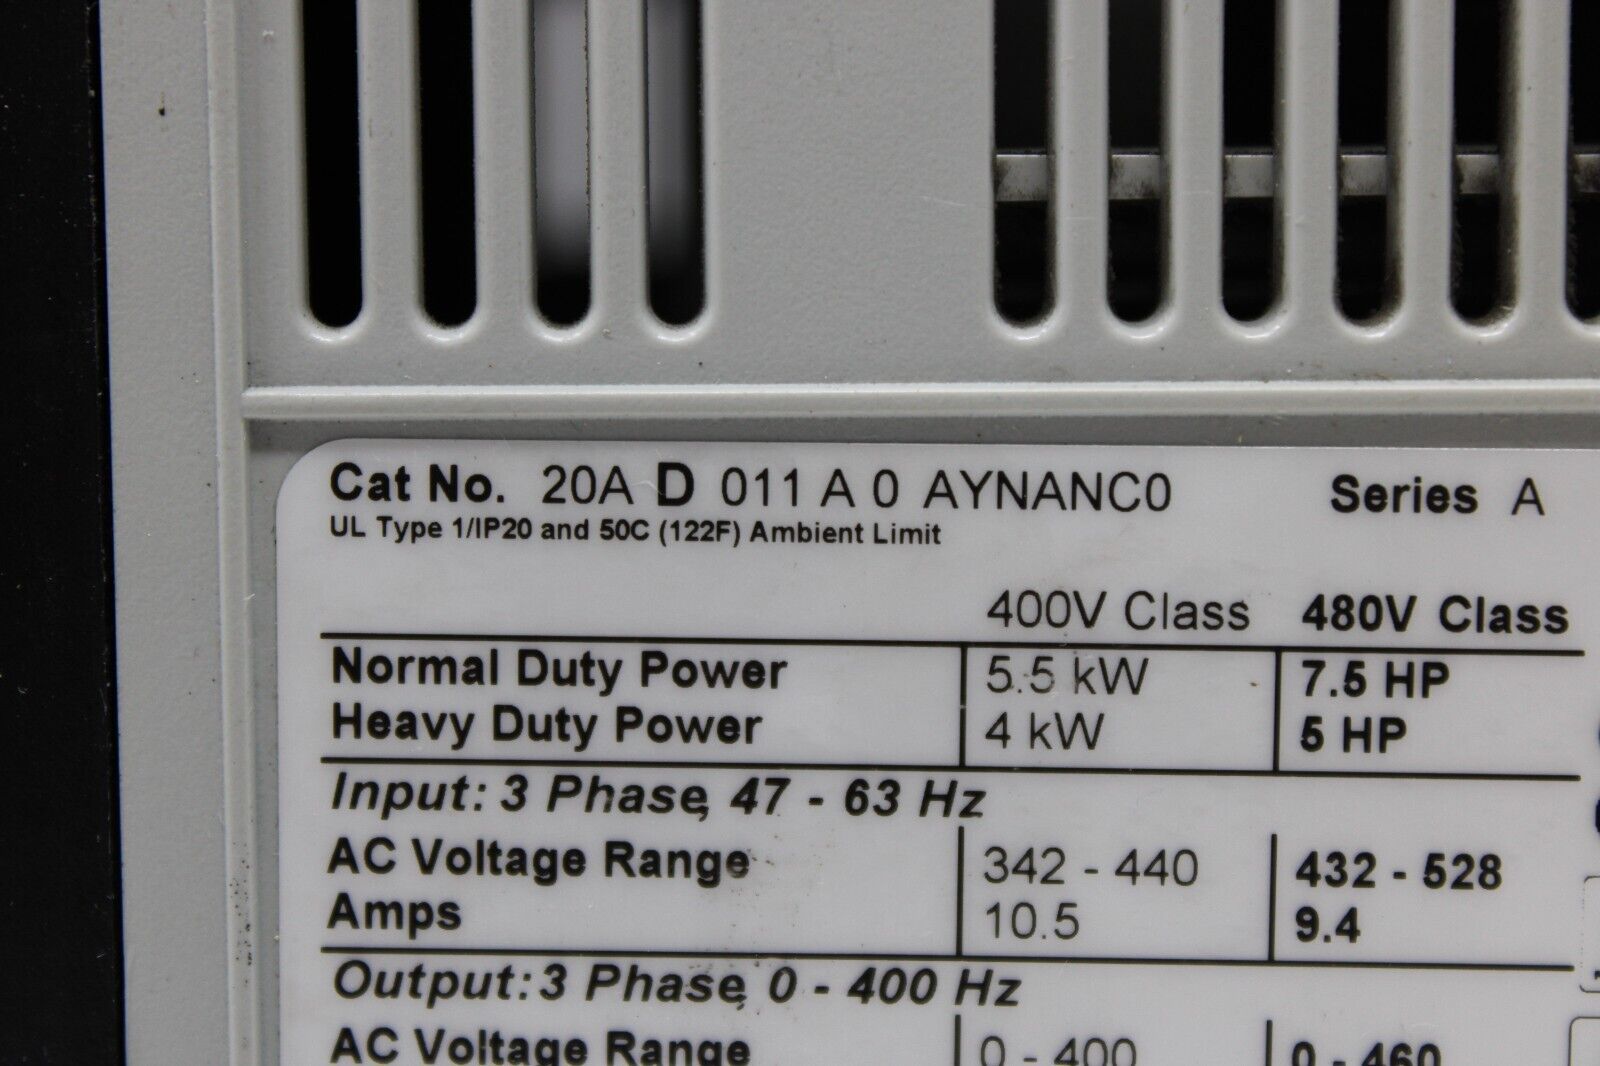 Cat No. 20A D 011 A 0 AYNANC0 Series A
UL Type 1/IP20 and 50C (122F) Ambient Limit
400V Class 480V Class
Normal Duty Power 5.5 kW 7.5 HP
Heavy Duty Power 4 kW 5 HP
Input: 3 Phase, 47 - 63 Hz
AC Voltage Range 342 - 440 432 - 528
Amps 10.5 9.4
Output: 3 Phase, 0 - 400 Hz
AC Voltage Range 0 - 400 0 - 460